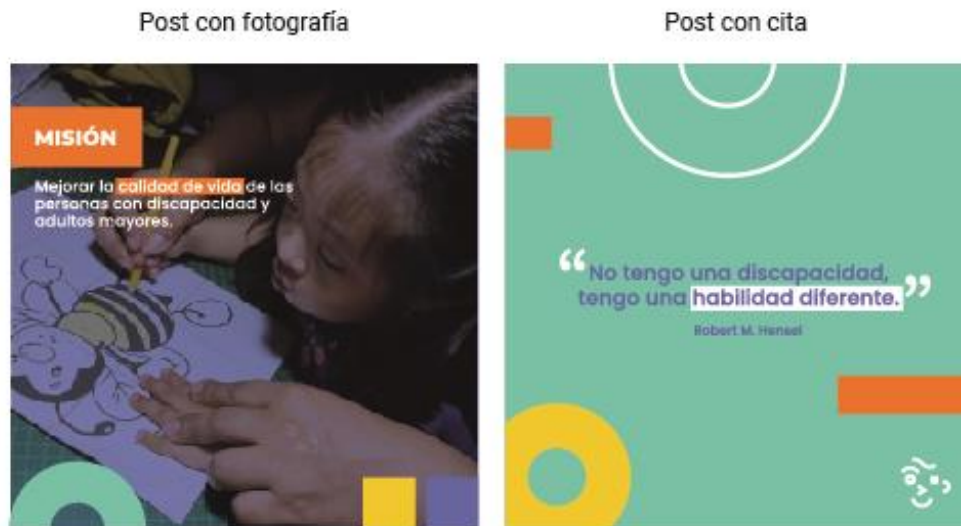 Post con fotografía
Post con cita
MISIÓN
Mejorar la calidad de vida de las
personas con discapacidad y
adultos mayores.
“No tengo una discapacidad,
tengo una habilidad diferente.”
Robert M. Hensel